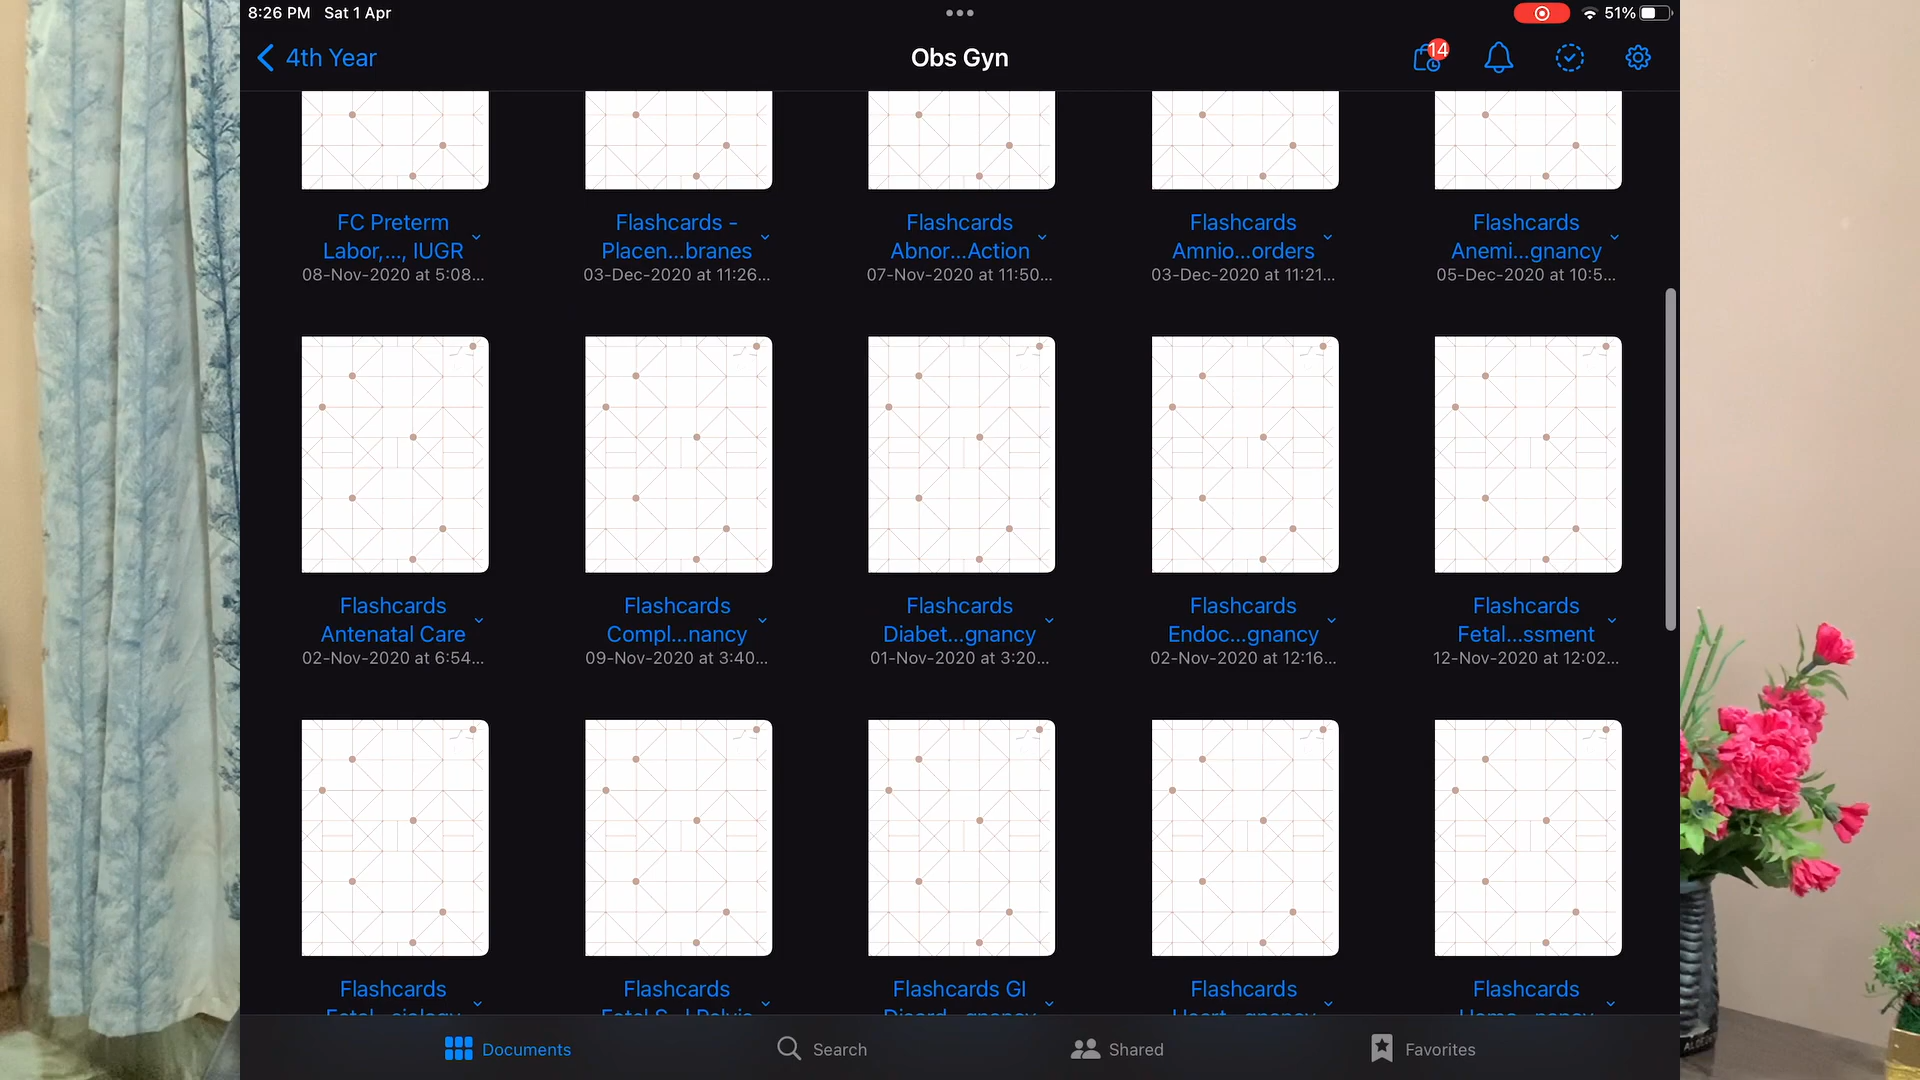 8:26 PM Sat 1 Apr
51%
4th Year
Obs Gyn
14
FC Preterm
Labor,..., IUGR
08-Nov-2020 at 5:08...
Flashcards -
Placen...branes
03-Dec-2020 at 11:26...
Flashcards
Abnor...Action
07-Nov-2020 at 11:50...
Flashcards
Amnio...orders
03-Dec-2020 at 11:21...
Flashcards
Anemi...gnancy
05-Dec-2020 at 10:5...
Flashcards
Antenatal Care
02-Nov-2020 at 6:54...
Flashcards
Compl...nancy
09-Nov-2020 at 3:40...
Flashcards
Diabet...gnancy
01-Nov-2020 at 3:20...
Flashcards
Endoc...gnancy
02-Nov-2020 at 12:16...
Flashcards
Fetal...ssment
12-Nov-2020 at 12:02...
Flashcards
Flashcards
Flashcards GI
Flashcards
Flashcards
Documents
Search
Shared
Favorites